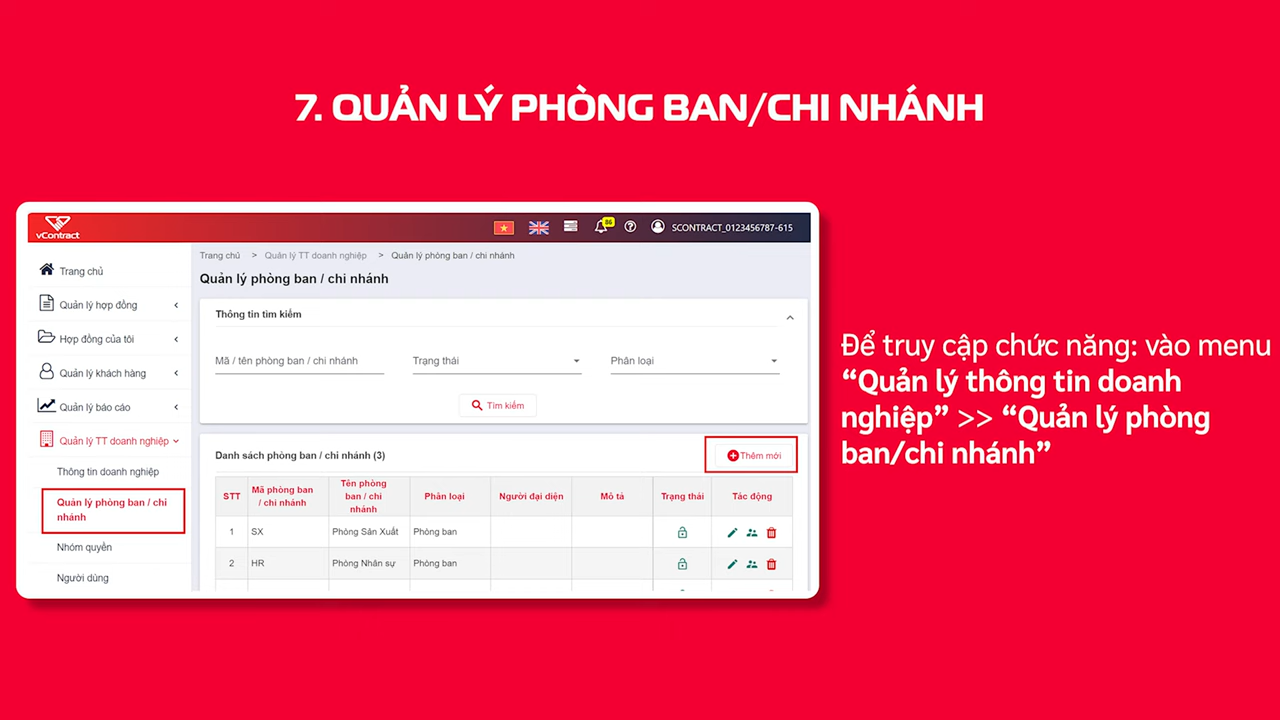 7. QUẢN LÝ PHÒNG BAN/CHI NHÁNH
vContract
86
SCONTRACT_0123456787-615
Trang chủ > Quản lý TT doanh nghiệp > Quản lý phòng ban / chi nhánh
Quản lý phòng ban / chi nhánh
Trang chủ
Quản lý hợp đồng
Hợp đồng của tôi
Quản lý khách hàng
Quản lý báo cáo
Quản lý TT doanh nghiệp
Thông tin doanh nghiệp
Quản lý phòng ban / chi
nhánh
Nhóm quyền
Người dùng
Thông tin tìm kiếm
Mã / tên phòng ban / chi nhánh
Trạng thái
Phân loại
Tìm kiếm
Danh sách phòng ban / chi nhánh (3)
Thêm mới
STT
Mã phòng ban
/ chi nhánh
Tên phòng
ban / chi
nhánh
Phân loại
Người đại diện
Mô tả
Trạng thái
Tác động
1 SX Phòng Sản Xuất Phòng ban
2 HR Phòng Nhân sự Phòng ban
Để truy cập chức năng: vào menu
“Quản lý thông tin doanh
nghiệp” >> “Quản lý phòng
ban/chi nhánh”